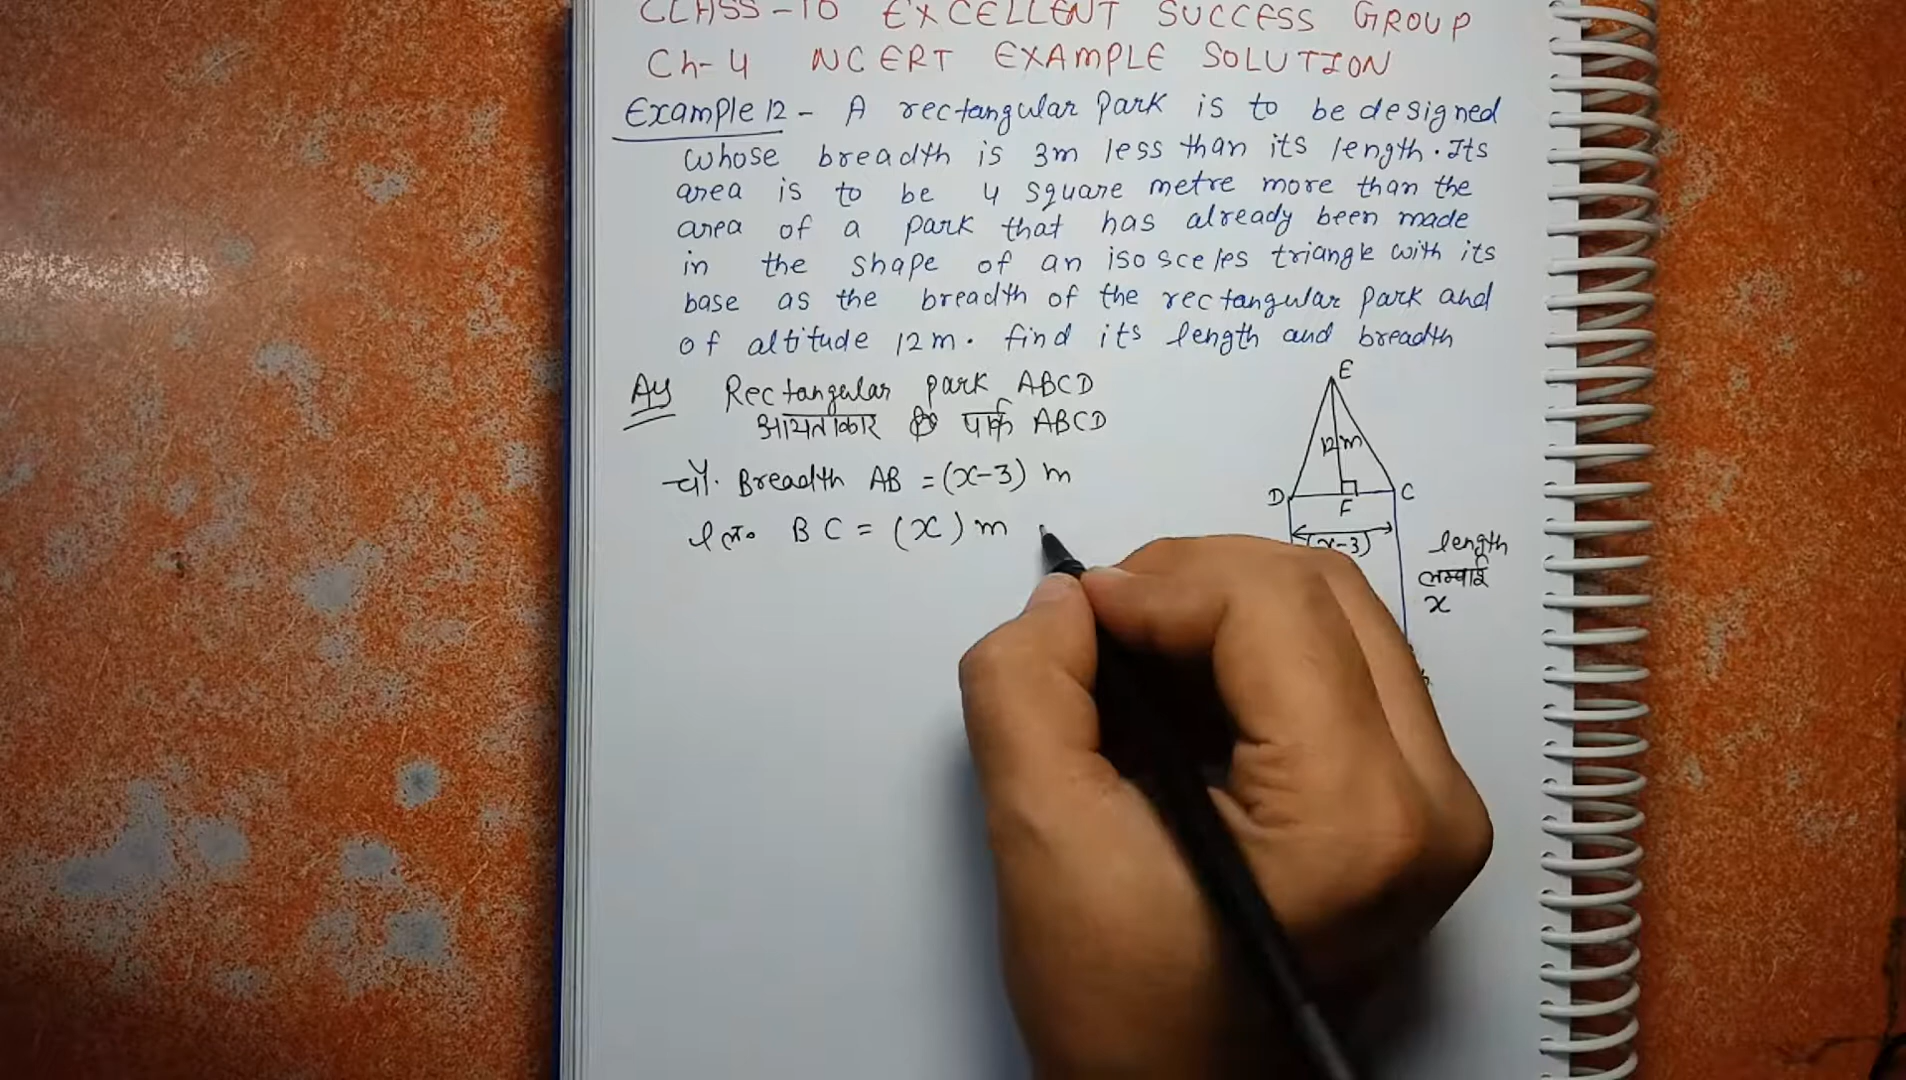 CLASS-10 EXCELLENT SUCCESS GROUP
Ch-4 NCERT EXAMPLE SOLUTION
Example 12 - A rectangular park is to be designed
whose breadth is 3m less than its length. Its
area is to be 4 square metre more than the
area of a park that has already been made
in the shape of an isosceles triangle with its
base as the breadth of the rectangular park and
of altitude 12m. find its length and breadth
Rectangular park ABCD
आयताकार पार्क ABCD
चौ. Breadth AB = (x-3) m
l ल० BC = (x) m
E
12 m
D
C
F
(x-3)
length
लम्बाई
x